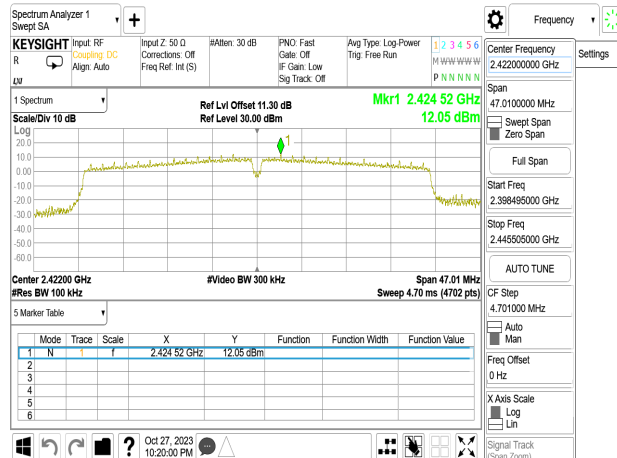 Spectrum Analyzer 1
Swept SA
Frequency
KEYSIGHT
R
Input: RF
Coupling: DC
Align: Auto
Input Z: 50 Ω
Corrections: Off
Freq Ref: Int (S)
#Atten: 30 dB
PNO: Fast
Gate: Off
IF Gain: Low
Sig Track: Off
Avg Type: Log-Power
Trig: Free Run
1 2 3 4 5 6
M W W W W W
P N N N N N
Center Frequency
2.422000000 GHz
Settings
Span
47.0100000 MHz
Swept Span
Zero Span
Full Span
Start Freq
2.398495000 GHz
Stop Freq
2.445505000 GHz
AUTO TUNE
CF Step
4.701000 MHz
Auto
Man
Freq Offset
0 Hz
X Axis Scale
Log
Lin
Signal Track
(Span Zoom)
1 Spectrum
Scale/Div 10 dB
Ref Lvl Offset 11.30 dB
Ref Level 30.00 dBm
Mkr1 2.424 52 GHz
12.05 dBm
Log
20.0
10.0
0.00
-10.0
-20.0
-30.0
-40.0
-50.0
-60.0
1
Center 2.42200 GHz
#Res BW 100 kHz
#Video BW 300 kHz
Span 47.01 MHz
Sweep 4.70 ms (4702 pts)
5 Marker Table
Mode Trace Scale X Y Function Function Width Function Value
1 N 1 f 2.424 52 GHz 12.05 dBm
2
3
4
5
6
?
Oct 27, 2023
10:20:00 PM